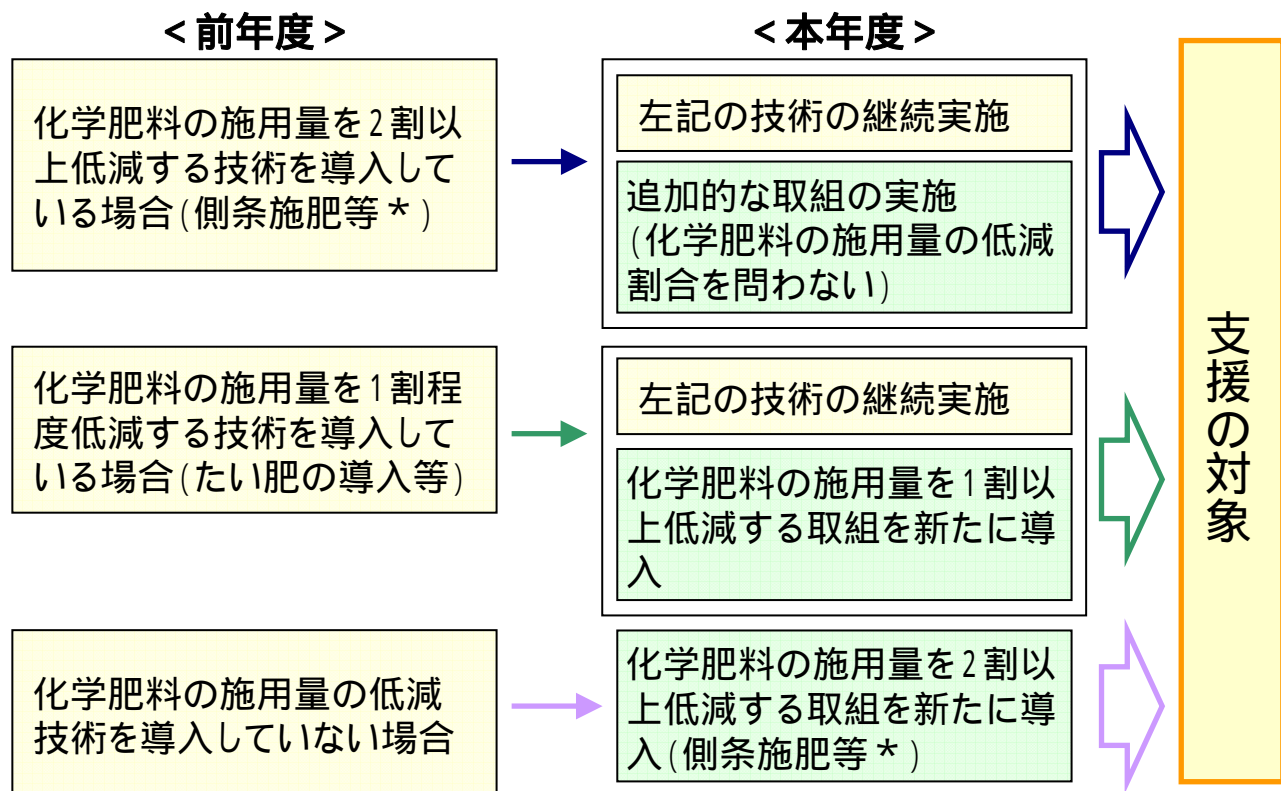 <前年度>
<本年度>
化学肥料の施用量を2割以
上低減する技術を導入して
いる場合(側条施肥等*)
左記の技術の継続実施
追加的な取組の実施
(化学肥料の施用量の低減
割合を問わない)
化学肥料の施用量を1割程
度低減する技術を導入して
いる場合(たい肥の導入等)
左記の技術の継続実施
化学肥料の施用量を1割以
上低減する取組を新たに導
入
化学肥料の施用量の低減
技術を導入していない場合
化学肥料の施用量を2割以
上低減する取組を新たに導
入(側条施肥等*)
支援の対象